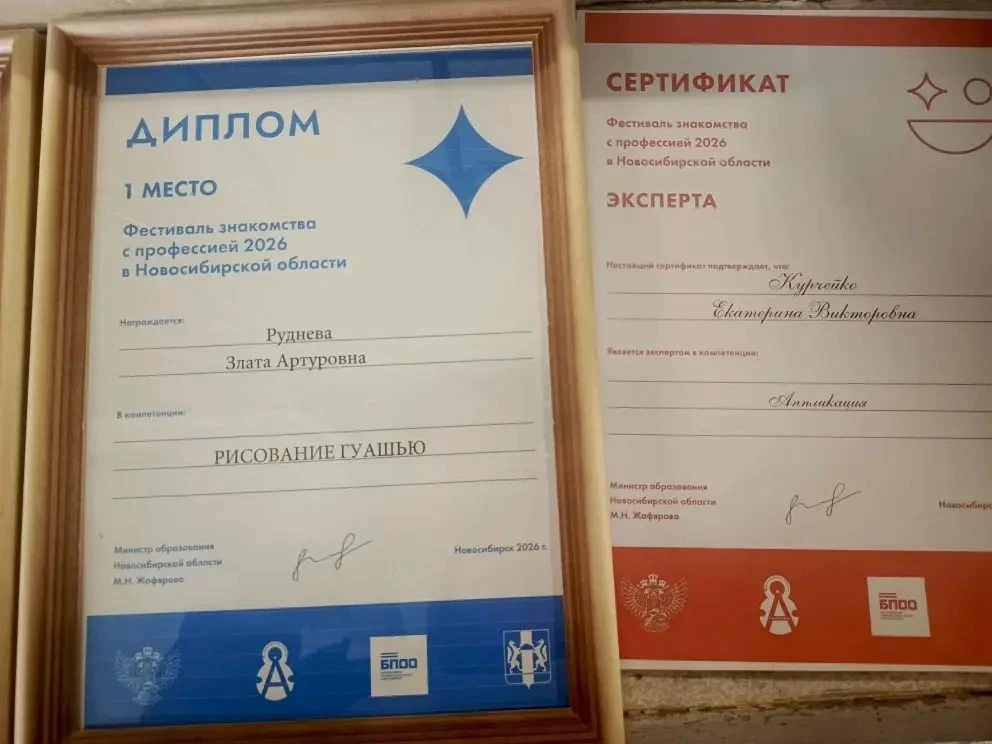 ДИПЛОМ
1 МЕСТО
Фестиваль знакомства
с профессией 2026
в Новосибирской области
Награждается:
Руднева
Злата Артуровна
В компетенции:
РИСОВАНИЕ ГУАШЬЮ
Министр образования
Новосибирской области
М.Н. Жафярова
Новосибирск 2026 г.
БПОО
СЕРТИФИКАТ
Фестиваль знакомства
с профессией 2026
в Новосибирской области
ЭКСПЕРТА
Настоящий сертификат подтверждает, что:
Курчейко
Екатерина Викторовна
Является экспертом в компетенции:
Аппликация
Министр образования
Новосибирской области
М.Н. Жафярова
Новосибирс
БПОО